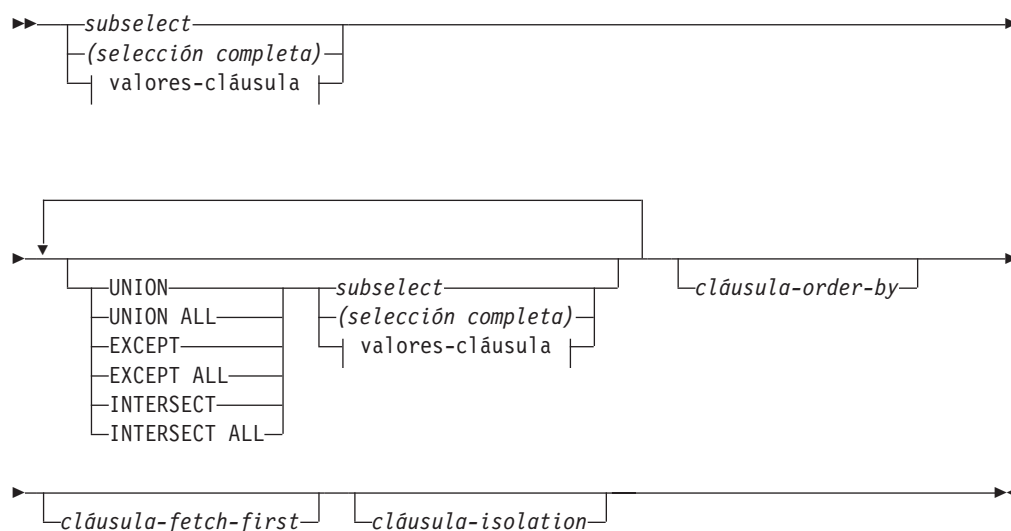 subselect
(selección completa)
valores-cláusula
UNION
UNION ALL
EXCEPT
EXCEPT ALL
INTERSECT
INTERSECT ALL
subselect
(selección completa)
valores-cláusula
cláusula-order-by
cláusula-fetch-first
cláusula-isolation